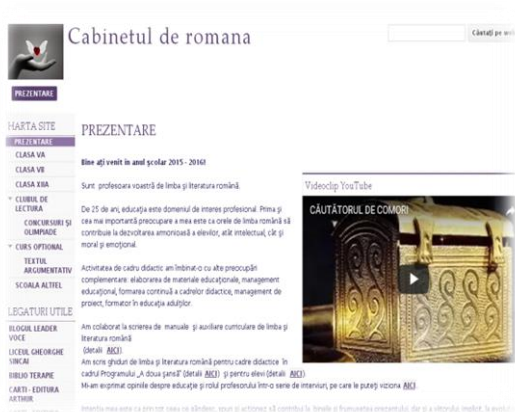 Cabinetul de romana
Căutați pe
PREZENTARE
HARTA SITE
PREZENTARE
CLASA VA
CLASA VB
CLASA XIIA
CLUBUL DE
LECTURA
CONCURSURI ȘI
OLIMPIADE
CURS OPTIONAL
TEXTUL
ARGUMENTATIV
SCOALA ALTFEL
LEGATURI UTILE
BLOGUL LEADER
VOCE
LICEUL GHEORGHE
SINCAI
BIBLIO TERAPIE
CARTI - EDITURA
ARTHUR
PREZENTARE
Bine ați venit in anul școlar 2015 - 2016!
Sunt profesoara voastră de limba și literatura română.
De 25 de ani, educația este domeniul de interes profesional. Prima și
cea mai importantă preocupare a mea este ca orele de limba română să
contribuie la dezvoltarea armonioasă a elevilor, atât intelectual, cât și
moral și emoțional.
Activitatea de cadru didactic am îmbinat-o cu alte preocupări
complementare: elaborarea de materiale educaționale, management
educațional, formarea continuă a cadrelor didactice, management de
proiect, formator în educația adulților.
Am colaborat la scrierea de manuale și auxiliare curriculare de limba și
literatura română
(detalii AICI).
Am scris ghiduri de limba și literatura română pentru cadre didactice în
cadrul Programului „A doua șansă" (detalii AICI) și pentru elevi (detalii AICI).
Mi-am exprimat opiniile despre educație și rolul profesorului într-o serie de interviuri, pe care le puteți viziona AICI.
Videoclip YouTube
CĂUTĂTORUL DE COMORI